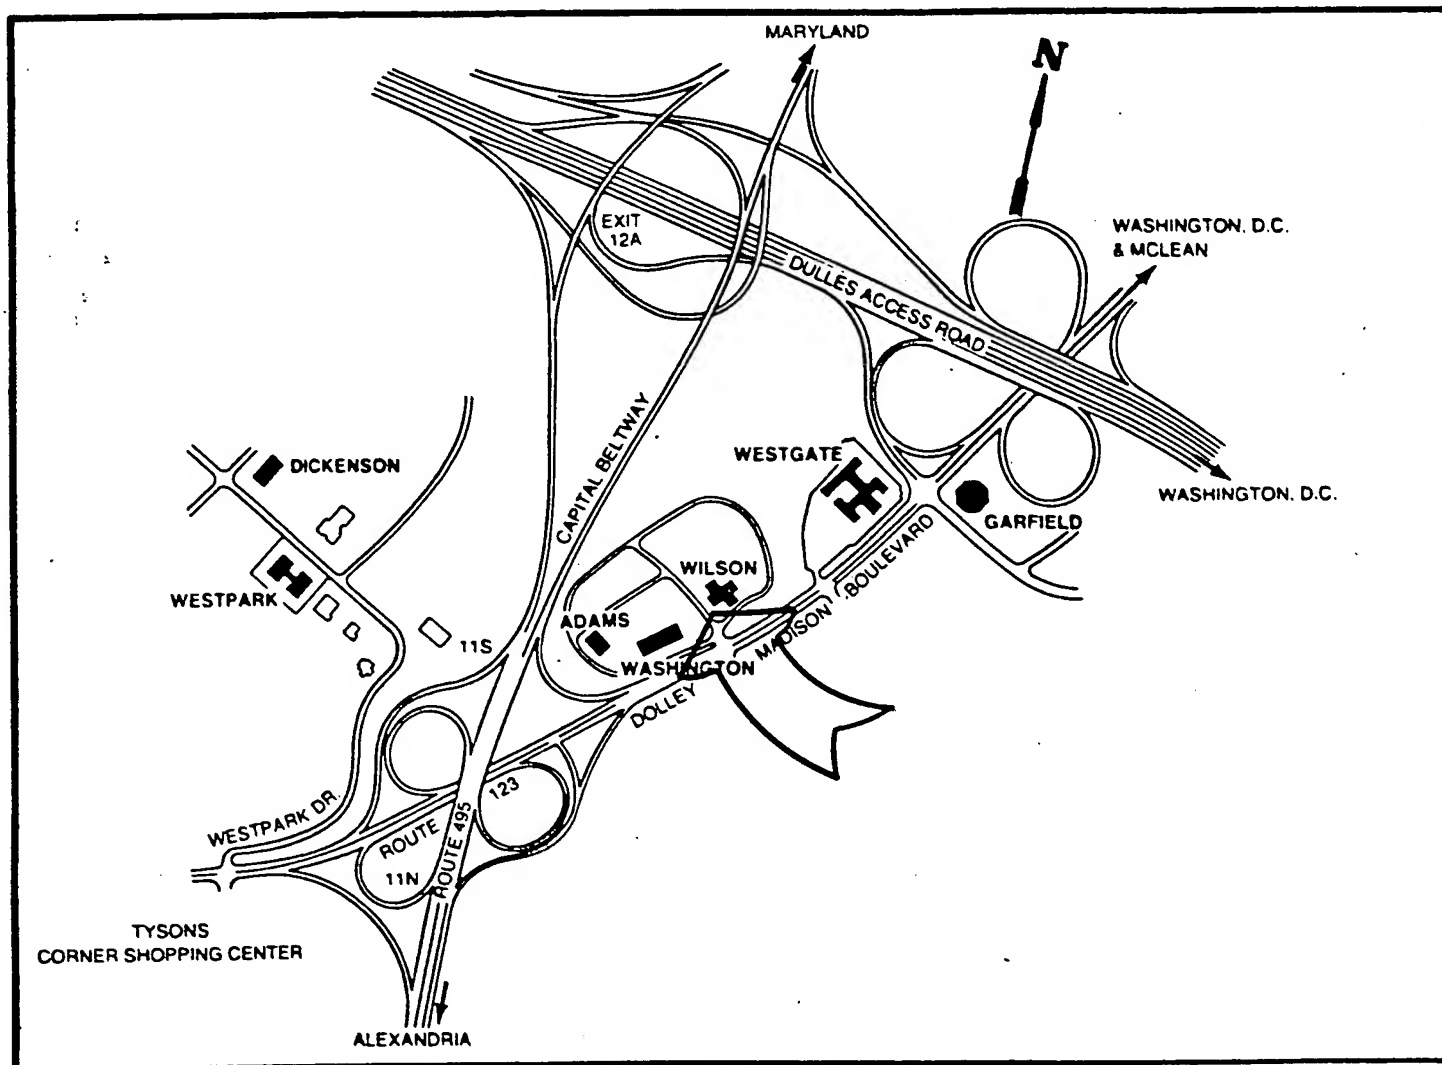 MARYLAND
N
WASHINGTON, D.C.
& MCLEAN
EXIT
12A
DULLES ACCESS ROAD
CAPITAL BELTWAY
WESTGATE
DICKENSON
WASHINGTON, D.C.
GARFIELD
WILSON
WESTPARK
ADAMS
11S
WASHINGTON
DOLLEY MADISON BOULEVARD
WESTPARK DR.
ROUTE 123
ROUTE 495
11N
TYSONS
CORNER SHOPPING CENTER
ALEXANDRIA